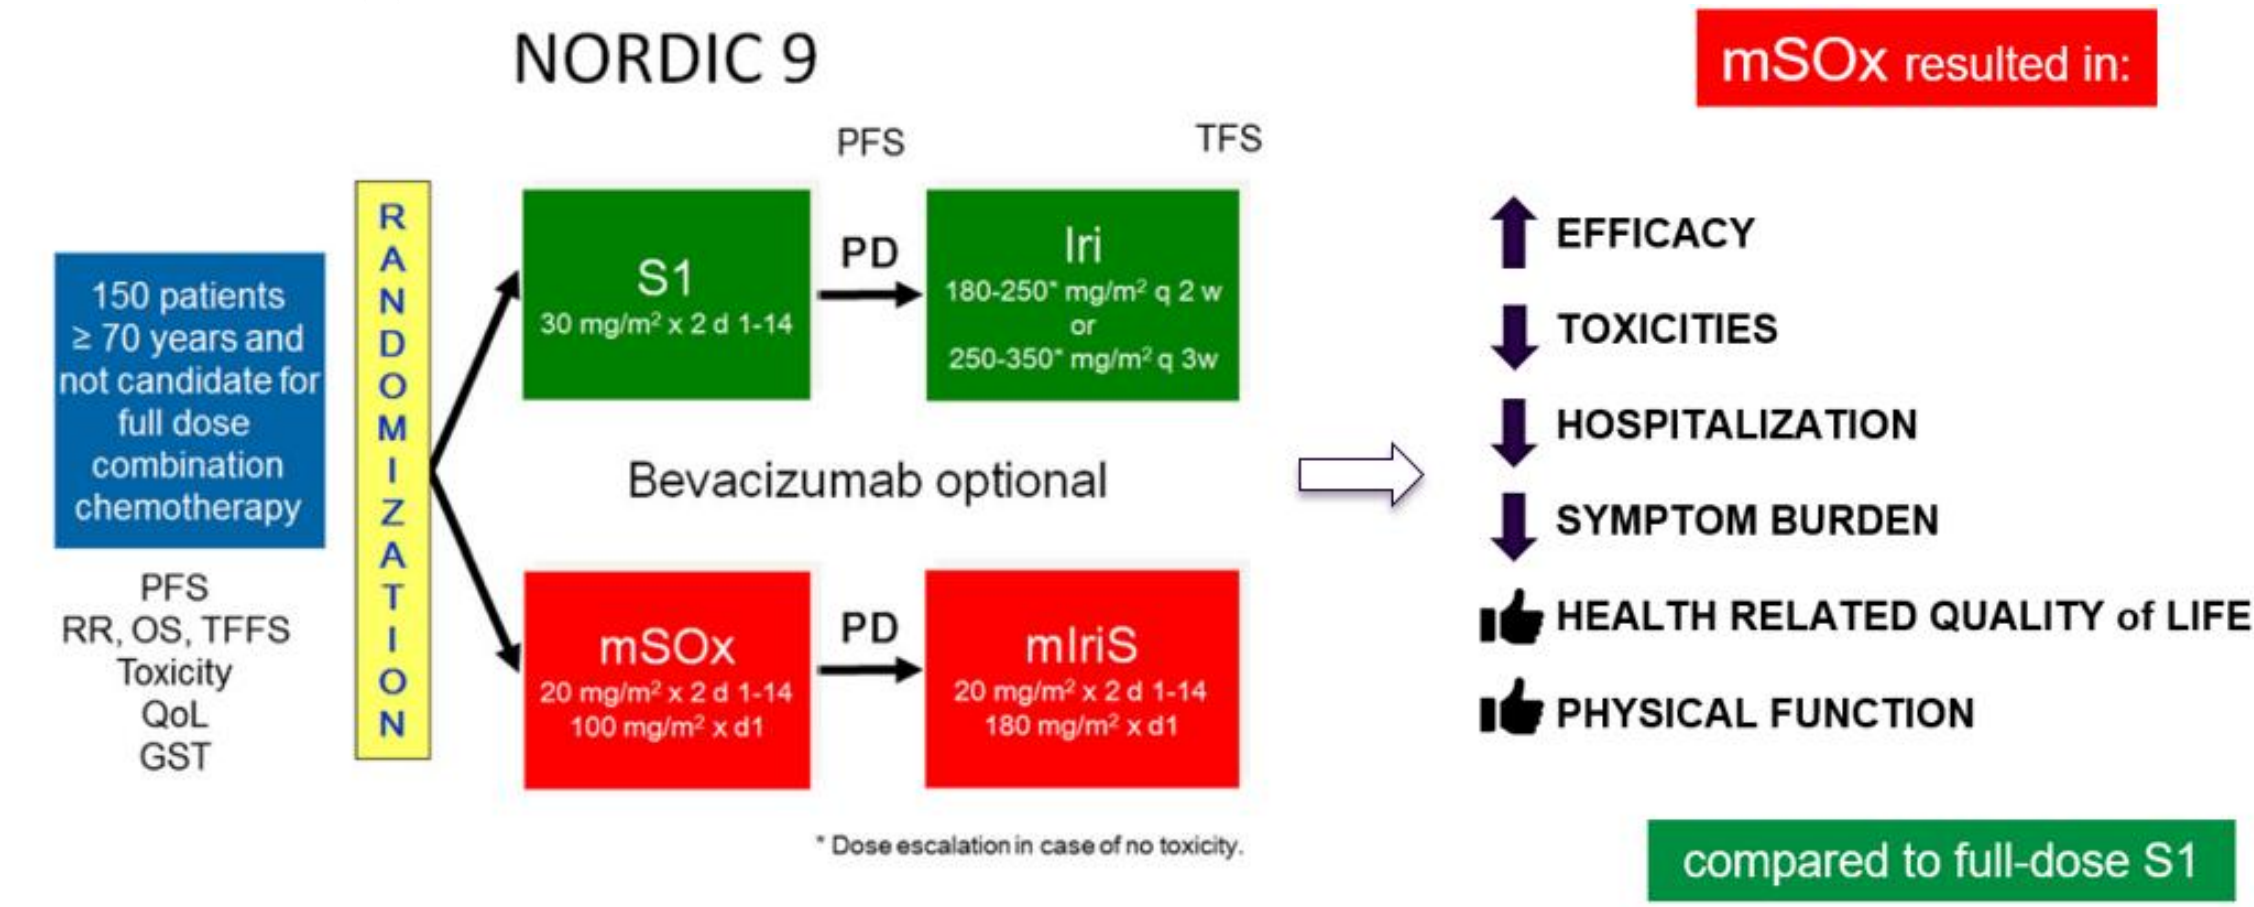 NORDIC 9
PFS
TFS
150 patients
≥ 70 years and
not candidate for
full dose
combination
chemotherapy
PFS
RR, OS, TFFS
Toxicity
QoL
GST
RANDOMIZATION
S1
30 mg/m² x 2 d 1-14
PD
Iri
180-250* mg/m² q 2 w
or
250-350* mg/m² q 3w
Bevacizumab optional
mSOx
20 mg/m² x 2 d 1-14
100 mg/m² x d1
PD
mIriS
20 mg/m² x 2 d 1-14
180 mg/m² x d1
* Dose escalation in case of no toxicity.
mSOx resulted in:
EFFICACY
TOXICITIES
HOSPITALIZATION
SYMPTOM BURDEN
HEALTH RELATED QUALITY of LIFE
PHYSICAL FUNCTION
compared to full-dose S1